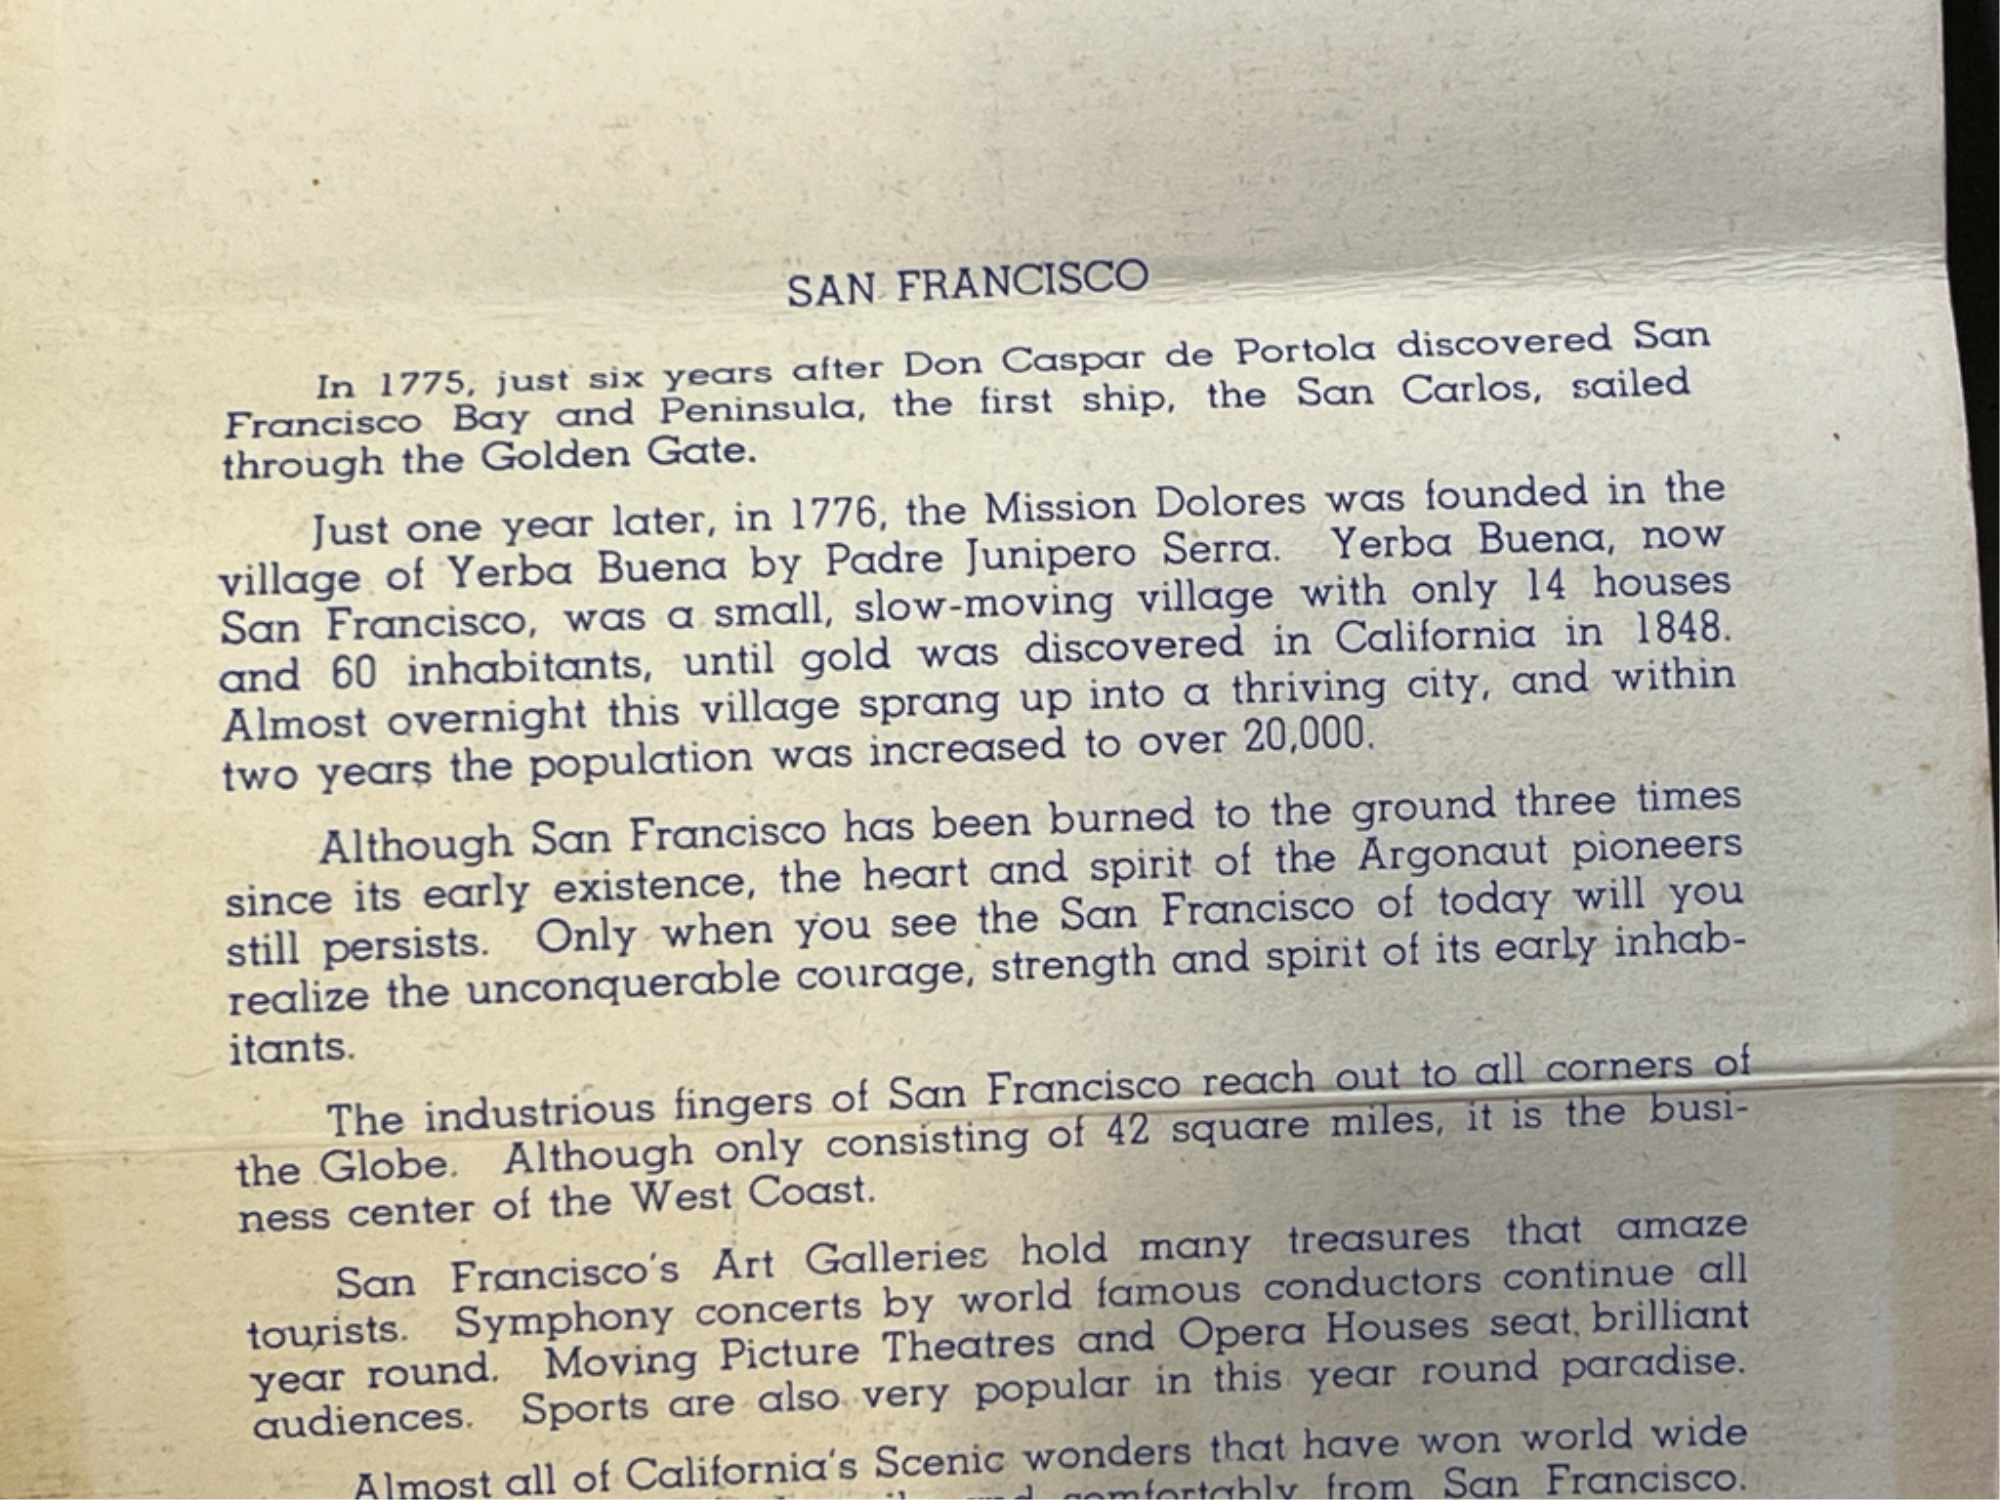 SAN FRANCISCO
In 1775, just six years after Don Caspar de Portola discovered San
Francisco Bay and Peninsula, the first ship, the San Carlos, sailed
through the Golden Gate.
Just one year later, in 1776, the Mission Dolores was founded in the
village of Yerba Buena by Padre Junipero Serra. Yerba Buena, now
San Francisco, was a small, slow-moving village with only 14 houses
and 60 inhabitants, until gold was discovered in California in 1848.
Almost overnight this village sprang up into a thriving city, and within
two years the population was increased to over 20,000.
Although San Francisco has been burned to the ground three times
since its early existence, the heart and spirit of the Argonaut pioneers
still persists. Only when you see the San Francisco of today will you
realize the unconquerable courage, strength and spirit of its early inhab-
itants.
The industrious fingers of San Francisco reach out to all corners of
the Globe. Although only consisting of 42 square miles, it is the busi-
ness center of the West Coast.
San Francisco's Art Galleries hold many treasures that amaze
tourists. Symphony concerts by world famous conductors continue all
year round. Moving Picture Theatres and Opera Houses seat brilliant
audiences. Sports are also very popular in this year round paradise.
Almost all of California's Scenic wonders that have won world wide
and comfortably from San Francisco.